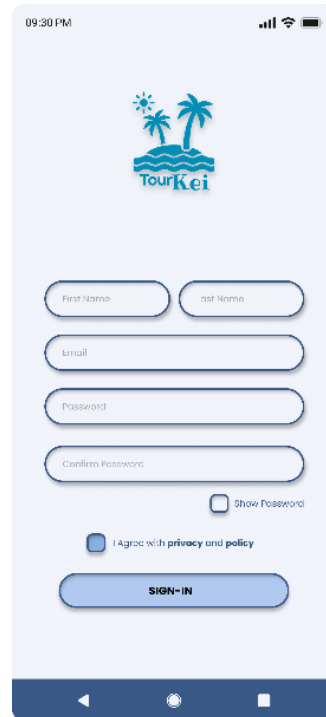 09:30 PM
TourKei
First Name
ast Name
Email
Password
Confirm Password
Show Password
I Agree with privacy and policy
SIGN-IN